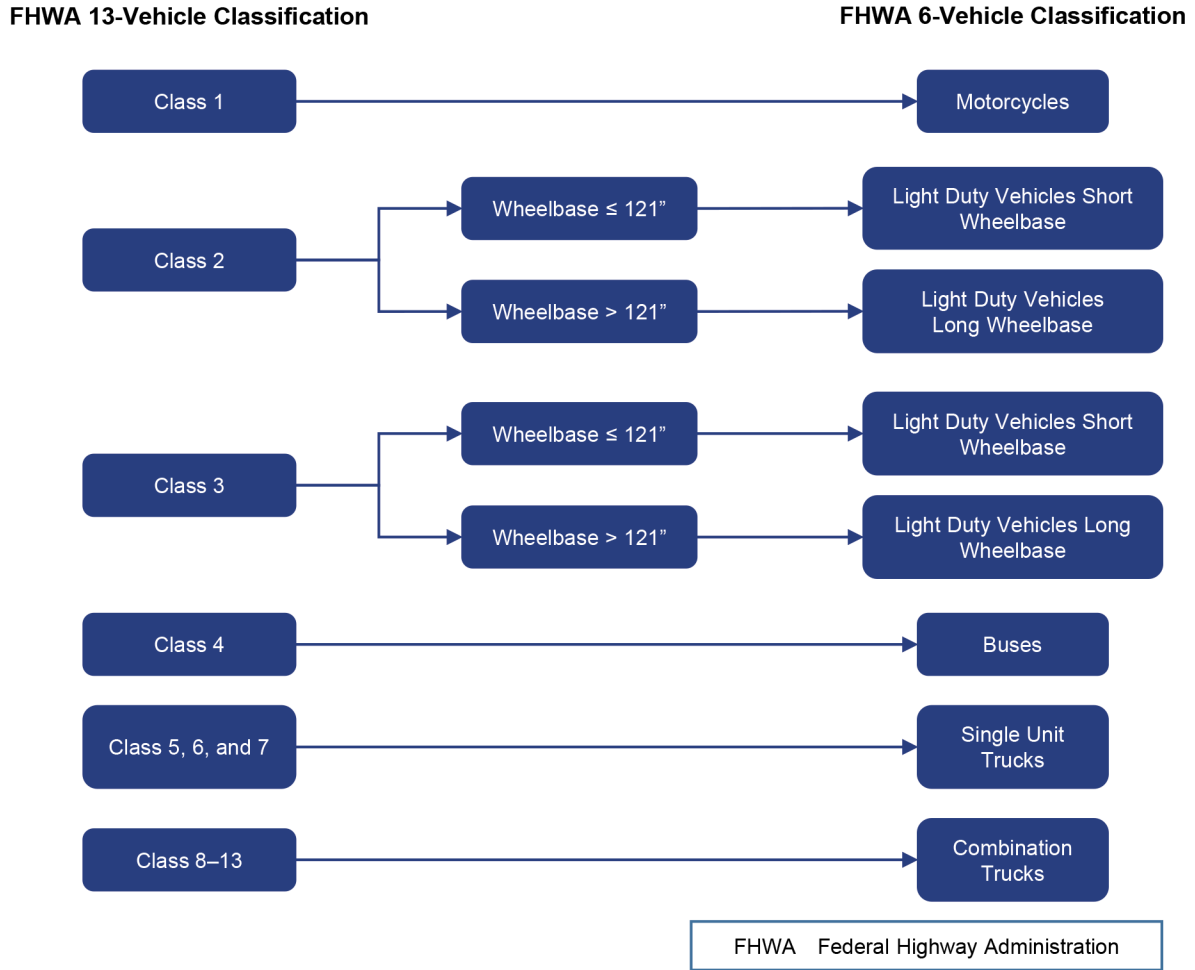 FHWA 13-Vehicle Classification
FHWA 6-Vehicle Classification
Class 1
Motorcycles
Class 2
Wheelbase ≤ 121”
Light Duty Vehicles Short
Wheelbase
Wheelbase > 121”
Light Duty Vehicles
Long Wheelbase
Class 3
Wheelbase ≤ 121”
Light Duty Vehicles Short
Wheelbase
Wheelbase > 121”
Light Duty Vehicles Long
Wheelbase
Class 4
Buses
Class 5, 6, and 7
Single Unit
Trucks
Class 8–13
Combination
Trucks
FHWA Federal Highway Administration